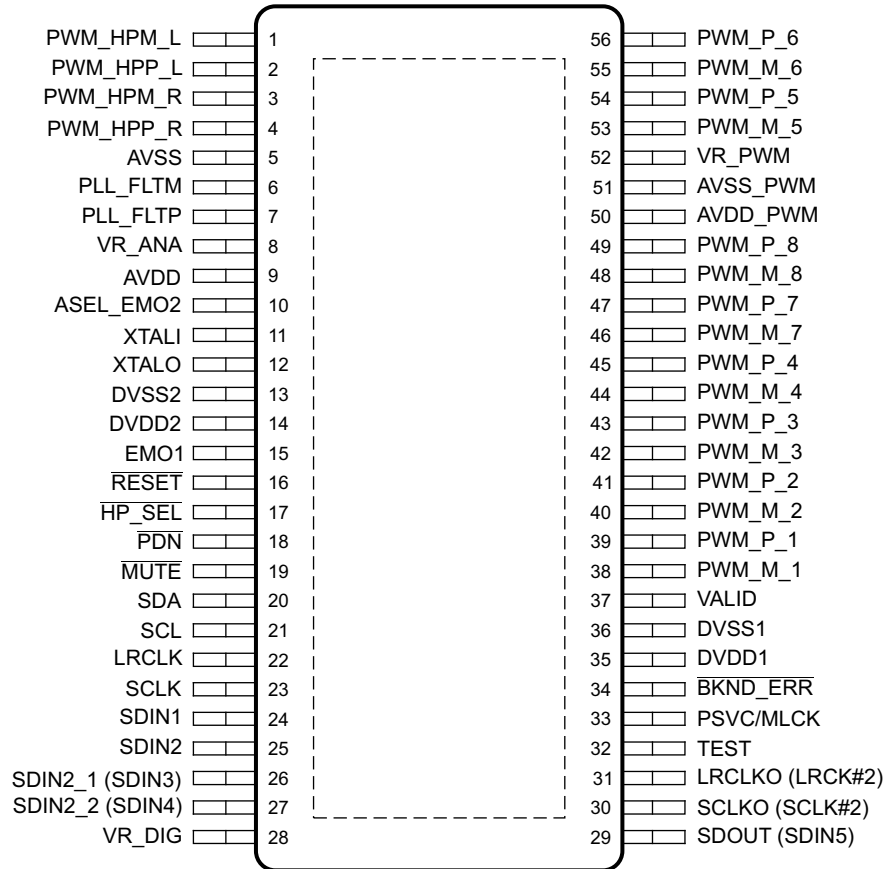 PWM_HPM_L 1 56 PWM_P_6
PWM_HPP_L 2 55 PWM_M_6
PWM_HPM_R 3 54 PWM_P_5
PWM_HPP_R 4 53 PWM_M_5
AVSS 5 52 VR_PWM
PLL_FLTM 6 51 AVSS_PWM
PLL_FLTP 7 50 AVDD_PWM
VR_ANA 8 49 PWM_P_8
AVDD 9 48 PWM_M_8
ASEL_EMO2 10 47 PWM_P_7
XTALI 11 46 PWM_M_7
XTALO 12 45 PWM_P_4
DVSS2 13 44 PWM_M_4
DVDD2 14 43 PWM_P_3
EMO1 15 42 PWM_M_3
RESET 16 41 PWM_P_2
HP_SEL 17 40 PWM_M_2
PDN 18 39 PWM_P_1
MUTE 19 38 PWM_M_1
SDA 20 37 VALID
SCL 21 36 DVSS1
LRCLK 22 35 DVDD1
SCLK 23 34 BKND_ERR
SDIN1 24 33 PSVC/MLCK
SDIN2 25 32 TEST
SDIN2_1 (SDIN3) 26 31 LRCLKO (LRCK#2)
SDIN2_2 (SDIN4) 27 30 SCLKO (SCLK#2)
VR_DIG 28 29 SDOUT (SDIN5)